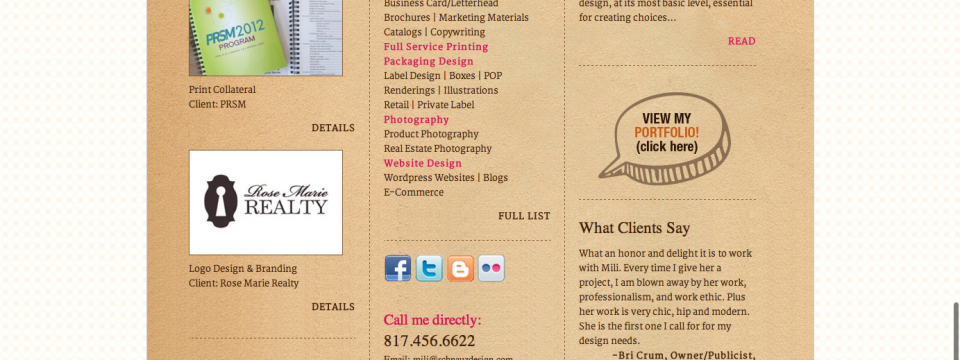 PRSM 2012
PROGRAM
Print Collateral
Client: PRSM
DETAILS
Rose Marie
REALTY
Logo Design & Branding
Client: Rose Marie Realty
DETAILS
Business Card/Letterhead
Brochures | Marketing Materials
Catalogs | Copywriting
Full Service Printing
Packaging Design
Label Design | Boxes | POP
Renderings | Illustrations
Retail | Private Label
Photography
Product Photography
Real Estate Photography
Website Design
Wordpress Websites | Blogs
E-Commerce
FULL LIST
Call me directly:
817.456.6622
Email: mili@schnauzdesign.com
design, at its most basic level, essential
for creating choices...
READ
VIEW MY
PORTFOLIO!
(click here)
What Clients Say
What an honor and delight it is to work
with Mili. Every time I give her a
project, I am blown away by her work,
professionalism, and work ethic. Plus
her work is very chic, hip and modern.
She is the first one I call for for my
design needs.
~Bri Crum, Owner/Publicist,